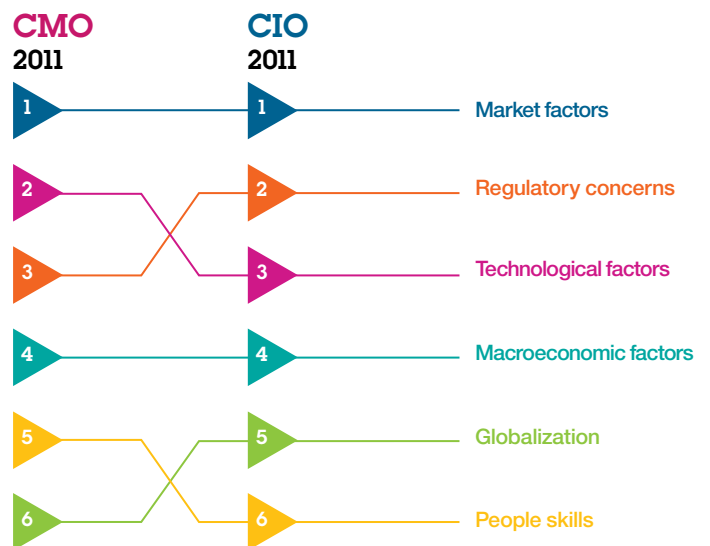 CMO CIO
2011 2011
1 1 Market factors
2 2 Regulatory concerns
3 3 Technological factors
4 4 Macroeconomic factors
5 5 Globalization
6 6 People skills